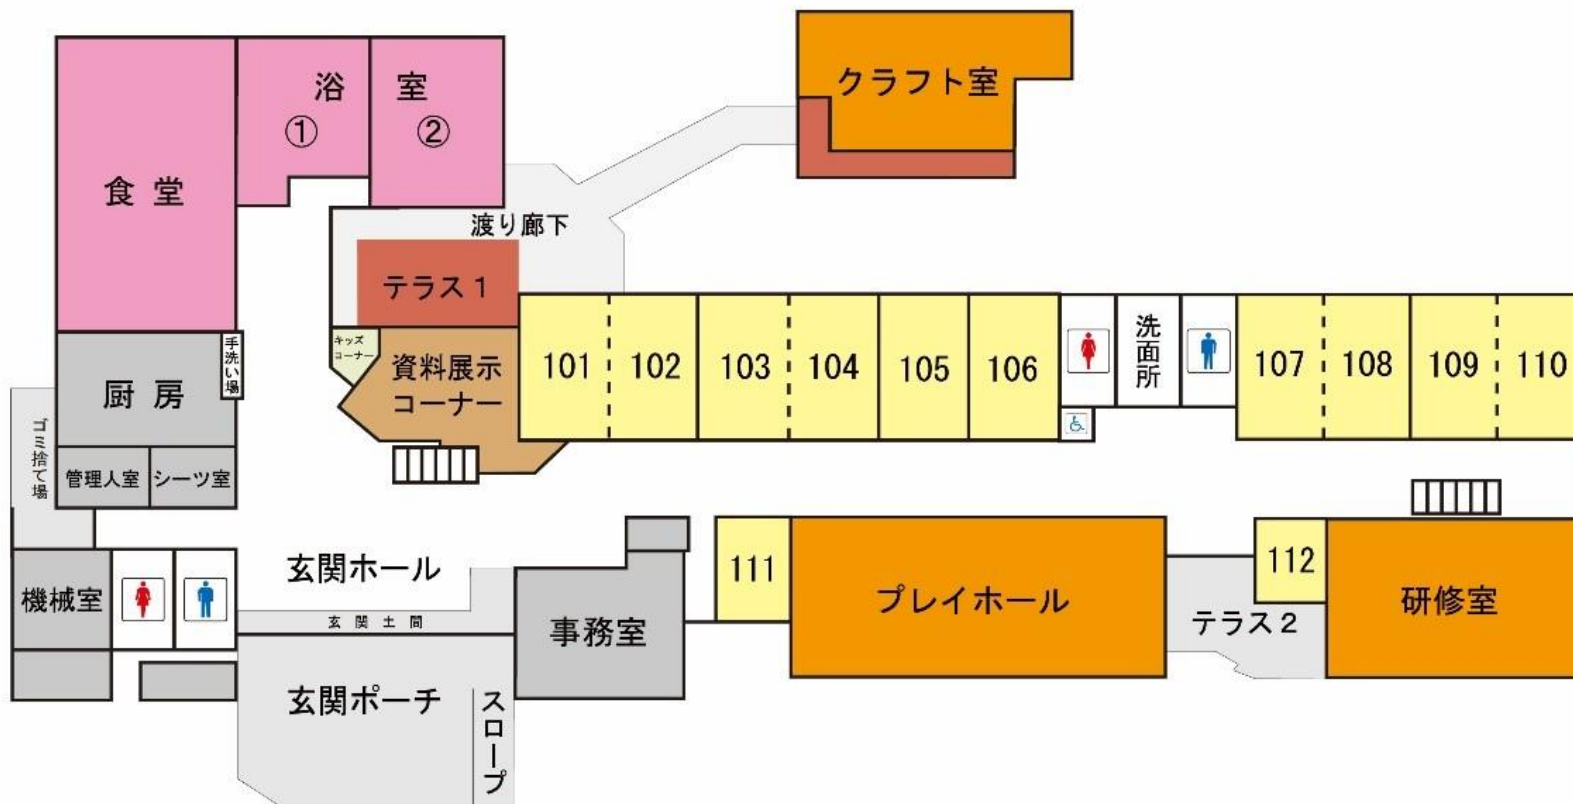 クラフト室
浴 室
① ②
食 堂
渡り廊下
テラス１
キッズ
コーナー
資料展示
コーナー
手洗い場
厨 房
ゴミ捨て場
管理人室 シーツ室
101 102 103 104 105 106 洗面所 107 108 109 110
玄関ホール
玄 関 土 間
機械室
事務室
111
プレイホール
112
テラス２
研修室
玄関ポーチ
スロープ